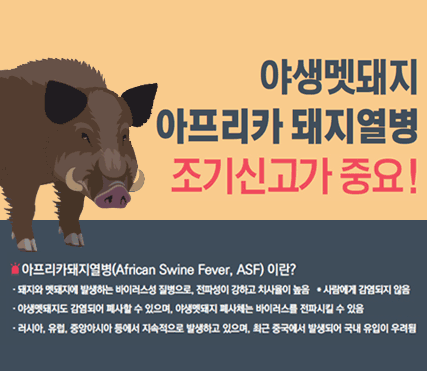 야생멧돼지
아프리카 돼지열병
조기신고가 중요!
아프리카돼지열병(African Swine Fever, ASF) 이란?
· 돼지와 멧돼지에 발생하는 바이러스성 질병으로, 전파성이 강하고 치사율이 높음 * 사람에게 감염되지 않음
· 야생멧돼지도 감염되어 폐사할 수 있으며, 야생멧돼지 폐사체는 바이러스를 전파시킬 수 있음
· 러시아, 유럽, 중앙아시아 등에서 지속적으로 발생하고 있으며, 최근 중국에서 발생되어 국내 유입이 우려됨